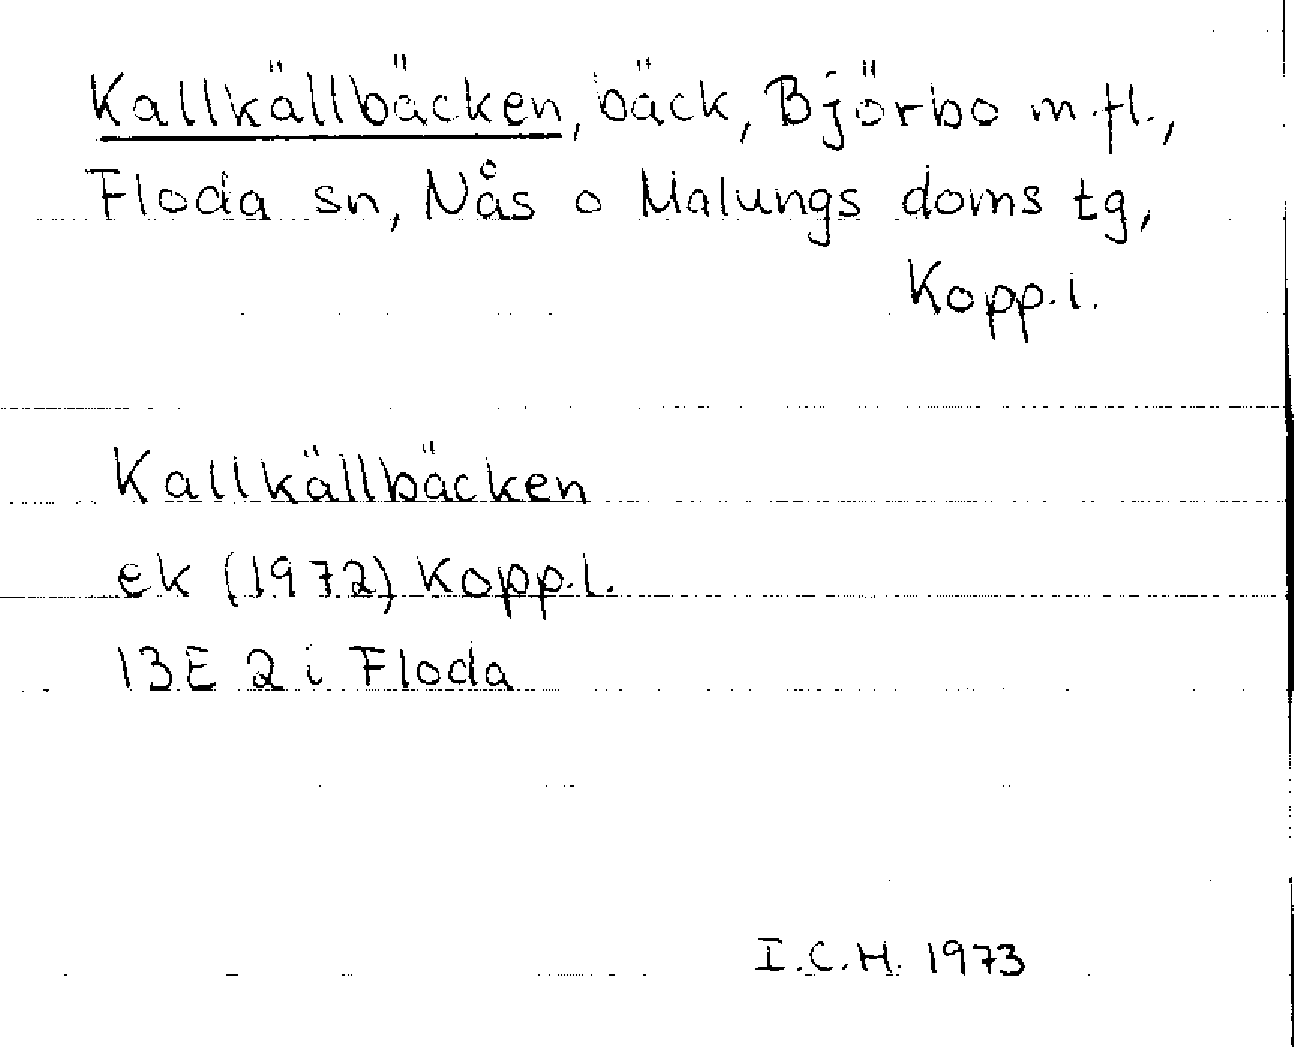 Kallkällbäcken, bäck, Björbo m.fl.,
Floda sn, Nås o Malungs doms tg,
Kopp.l.
Kallkällbäcken
ek (1972) Kopp.l.
13E 2 i Floda
I.C.H. 1973